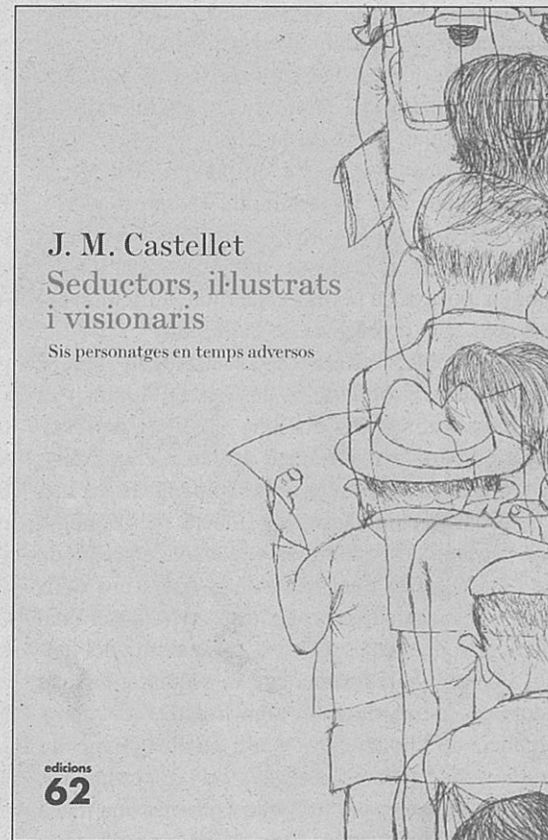 J. M. Castellet
Seductors, il·lustrats
i visionaris
Sis personatges en temps adversos
edicions
62